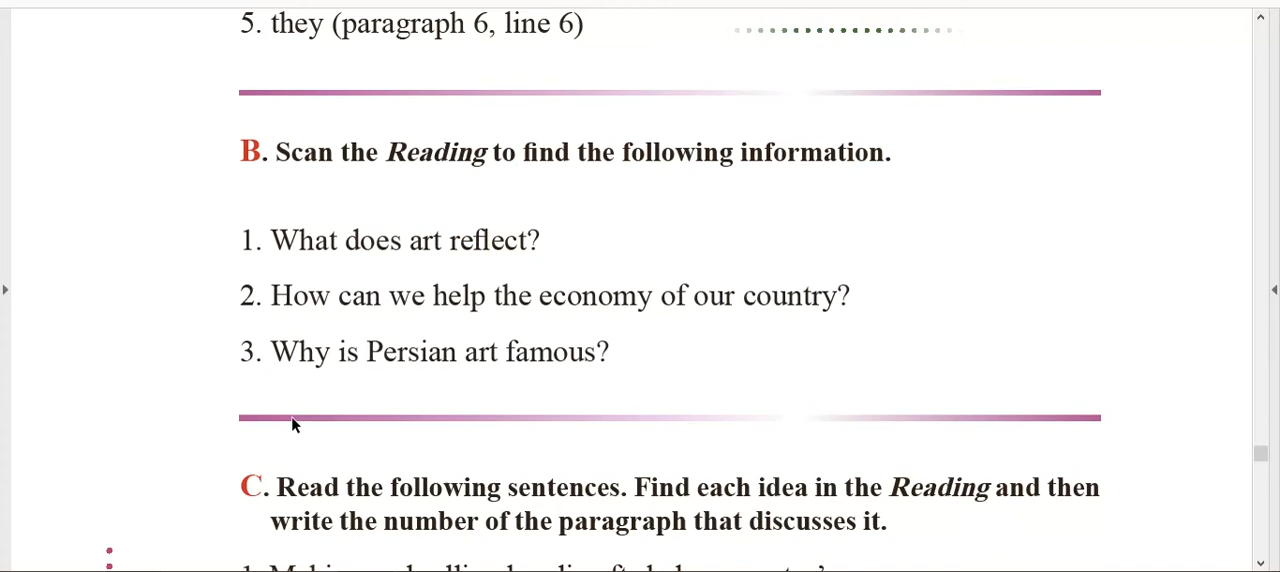 5. they (paragraph 6, line 6)
B. Scan the Reading to find the following information.
1. What does art reflect?
2. How can we help the economy of our country?
3. Why is Persian art famous?
C. Read the following sentences. Find each idea in the Reading and then
write the number of the paragraph that discusses it.